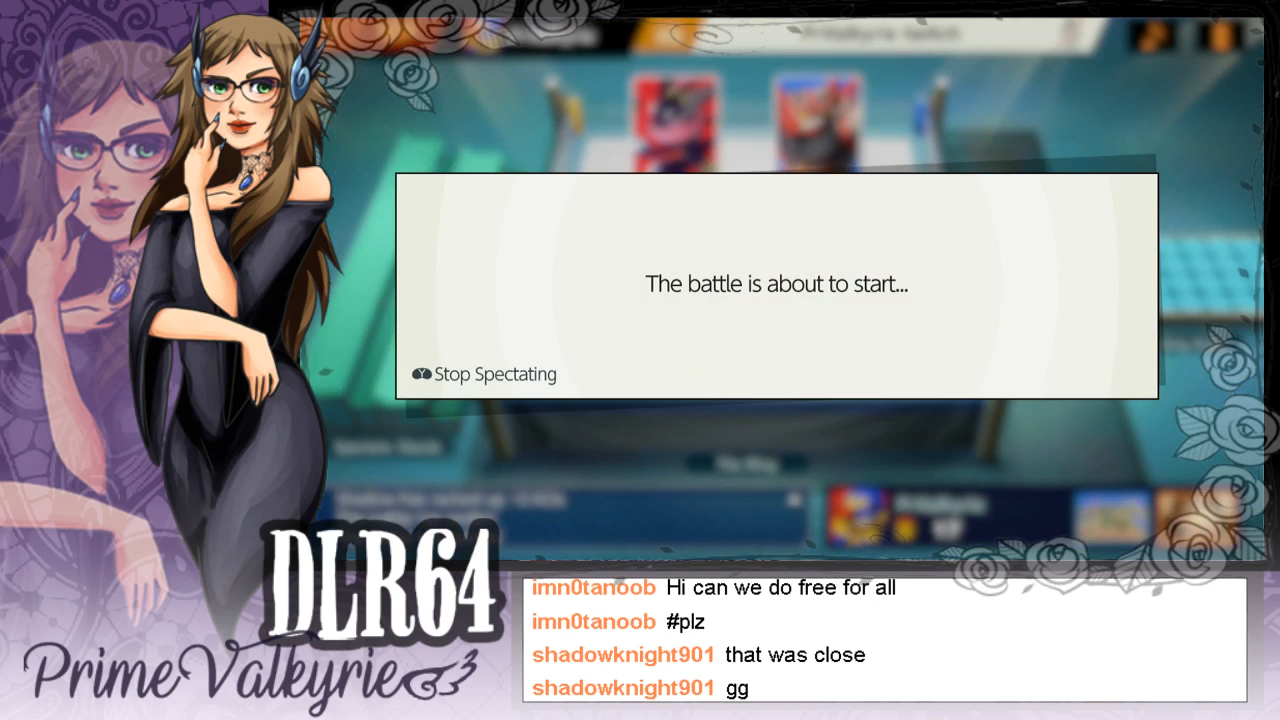 The battle is about to start...
Y Stop Spectating
DLR64
PrimeValkyrie
imn0tanoob Hi can we do free for all
imn0tanoob #plz
shadowknight901 that was close
shadowknight901 gg